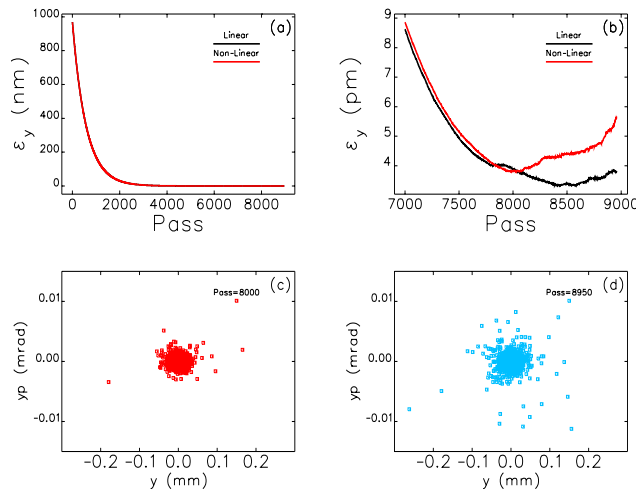 (a)
Linear
Non-Linear
ε_y (nm)
1000
800
600
400
200
0
0 2000 4000 6000 8000
Pass
(b)
Linear
Non-Linear
ε_y (pm)
9
8
7
6
5
4
7000 7500 8000 8500 9000
Pass
(c)
Pass=8000
yp (mrad)
0.01
0.00
-0.01
-0.2 -0.1 0.0 0.1 0.2
y (mm)
(d)
Pass=8950
yp (mrad)
0.01
0.00
-0.01
-0.2 -0.1 0.0 0.1 0.2
y (mm)